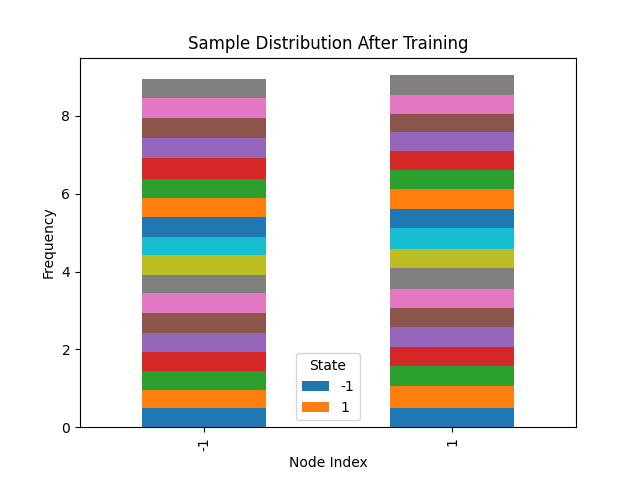 Sample Distribution After Training
Frequency
8
6
4
2
0
State
-1
1
-1
1
Node Index